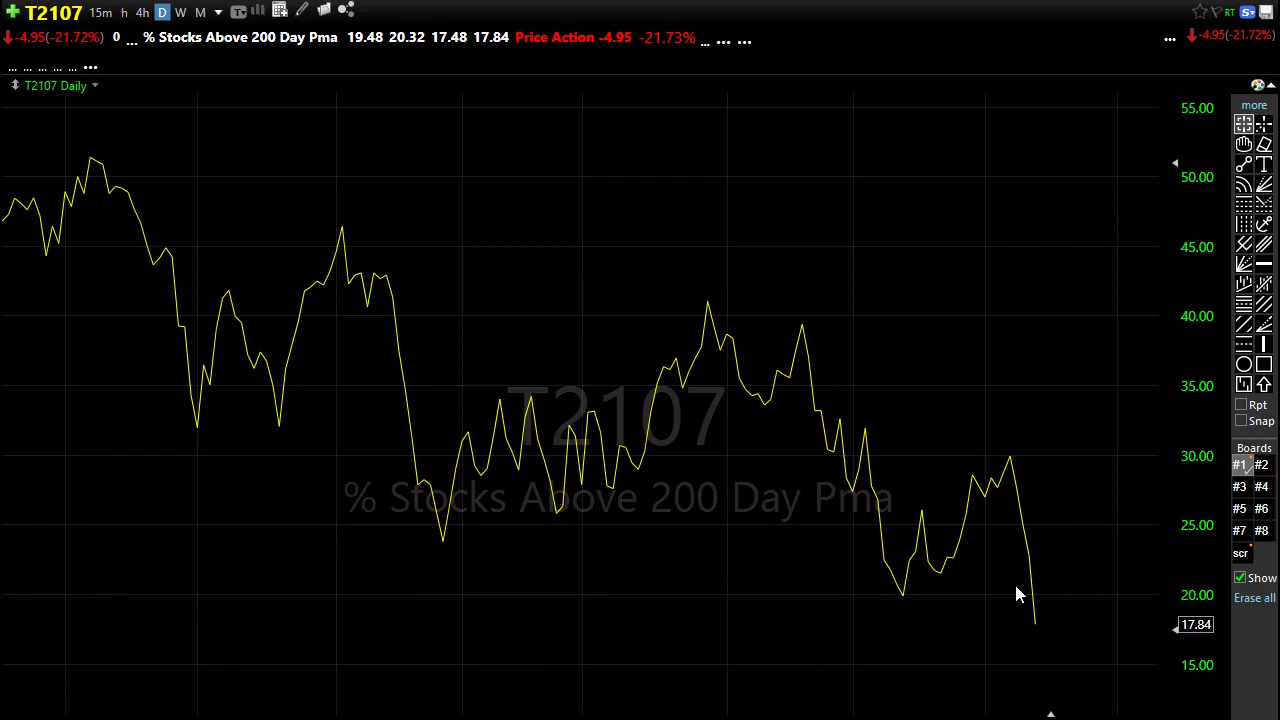 T2107 15m h 4h D W M T RT S
-4.95(-21.72%) 0 ... % Stocks Above 200 Day Pma 19.48 20.32 17.48 17.84 Price Action -4.95 -21.73% ... ... ... ... -4.95(-21.72%)
... ... ... ... ... ...
T2107 Daily
more
55.00
50.00
45.00
40.00
35.00
30.00
25.00
20.00
17.84
15.00
T2107
% Stocks Above 200 Day Pma
T
Rpt
Snap
Boards
#1 #2
#3 #4
#5 #6
#7 #8
scr
Show
Erase all